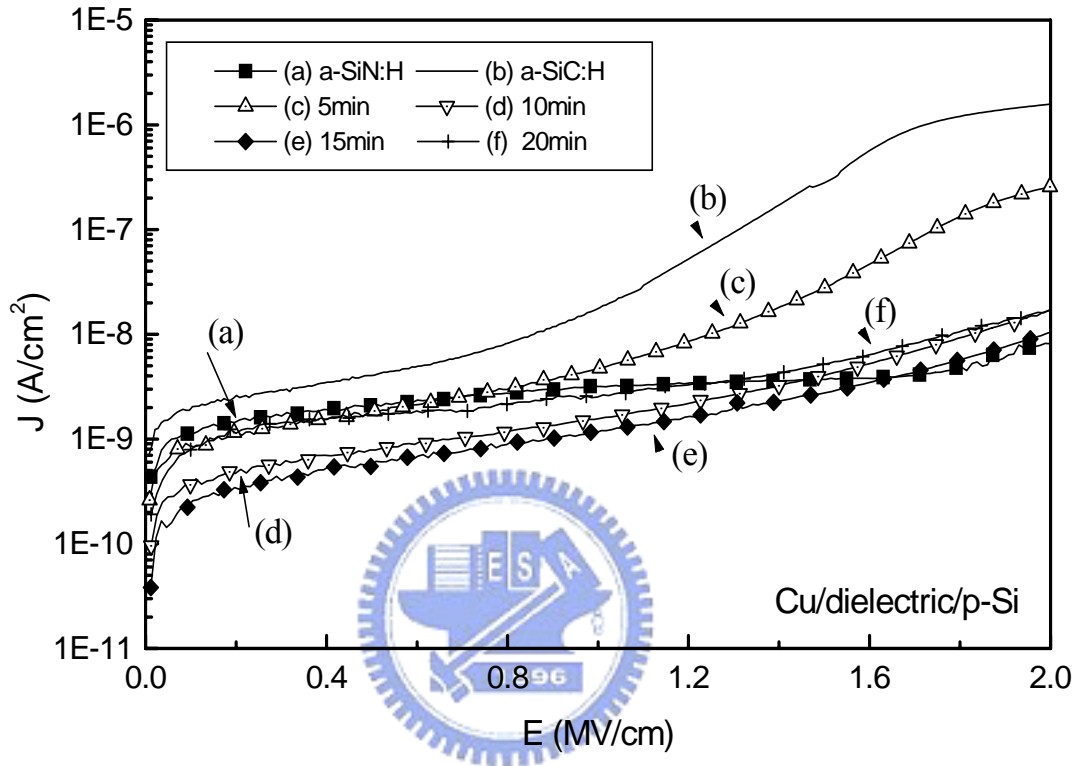 1E-5
1E-6
1E-7
1E-8
1E-9
1E-10
1E-11
J (A/cm²)
(a) a-SiN:H (b) a-SiC:H
(c) 5min (d) 10min
(e) 15min (f) 20min
(b)
(c)
(a)
(f)
(e)
(d)
E S A
1896
Cu/dielectric/p-Si
0.0 0.4 0.8 1.2 1.6 2.0
E (MV/cm)